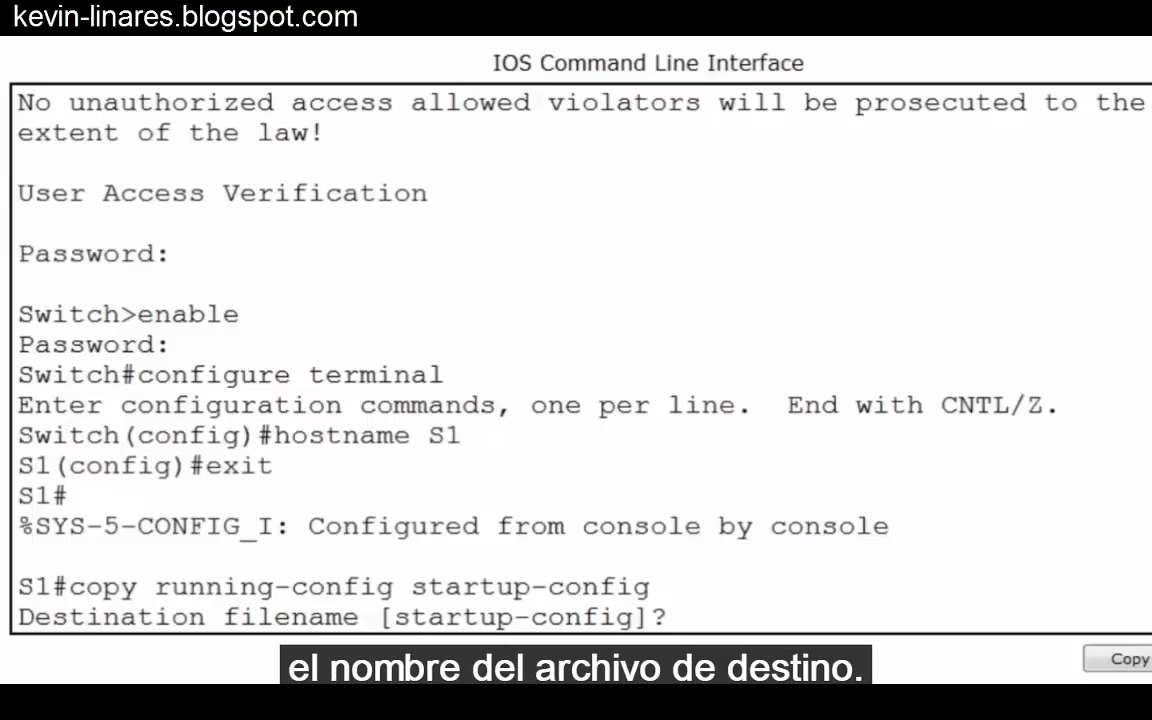 kevin-linares.blogspot.com
IOS Command Line Interface
No unauthorized access allowed violators will be prosecuted to the
extent of the law!
User Access Verification
Password:
Switch>enable
Password:
Switch#configure terminal
Enter configuration commands, one per line.  End with CNTL/Z.
Switch(config)#hostname S1
S1(config)#exit
S1#
%SYS-5-CONFIG_I: Configured from console by console
S1#copy running-config startup-config
Destination filename [startup-config]?
Copy
el nombre del archivo de destino.